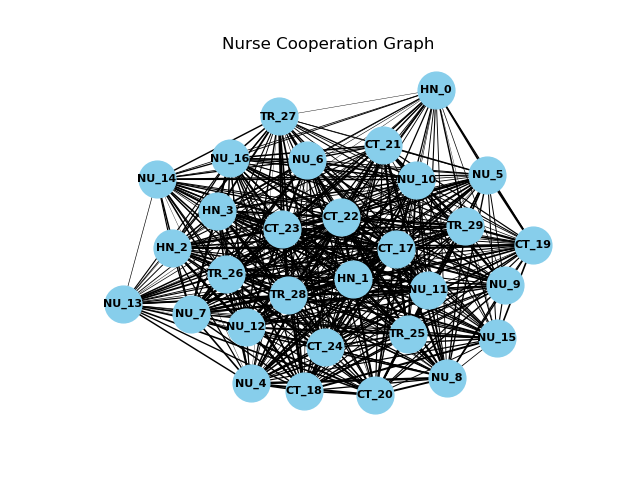 Nurse Cooperation Graph
HN_0
TR_27
CT_21
NU_16
NU_6
NU_5
NU_14
NU_10
HN_3
CT_22
TR_29
CT_23
CT_19
HN_2
CT_17
TR_26
HN_1
NU_9
NU_11
TR_28
NU_13
NU_7
NU_12
TR_25
NU_15
CT_24
NU_8
NU_4
CT_18
CT_20